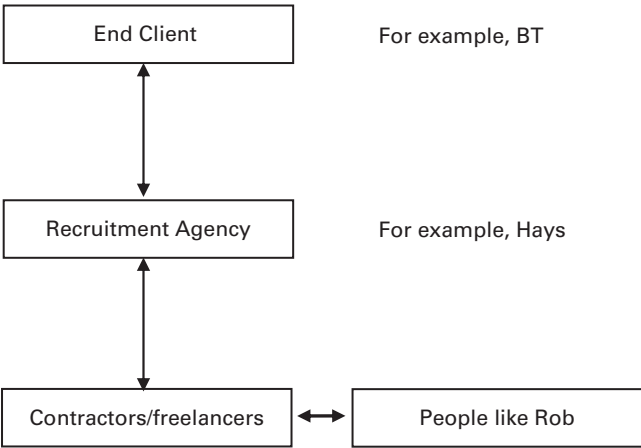 End Client
For example, BT
Recruitment Agency
For example, Hays
Contractors/freelancers
People like Rob